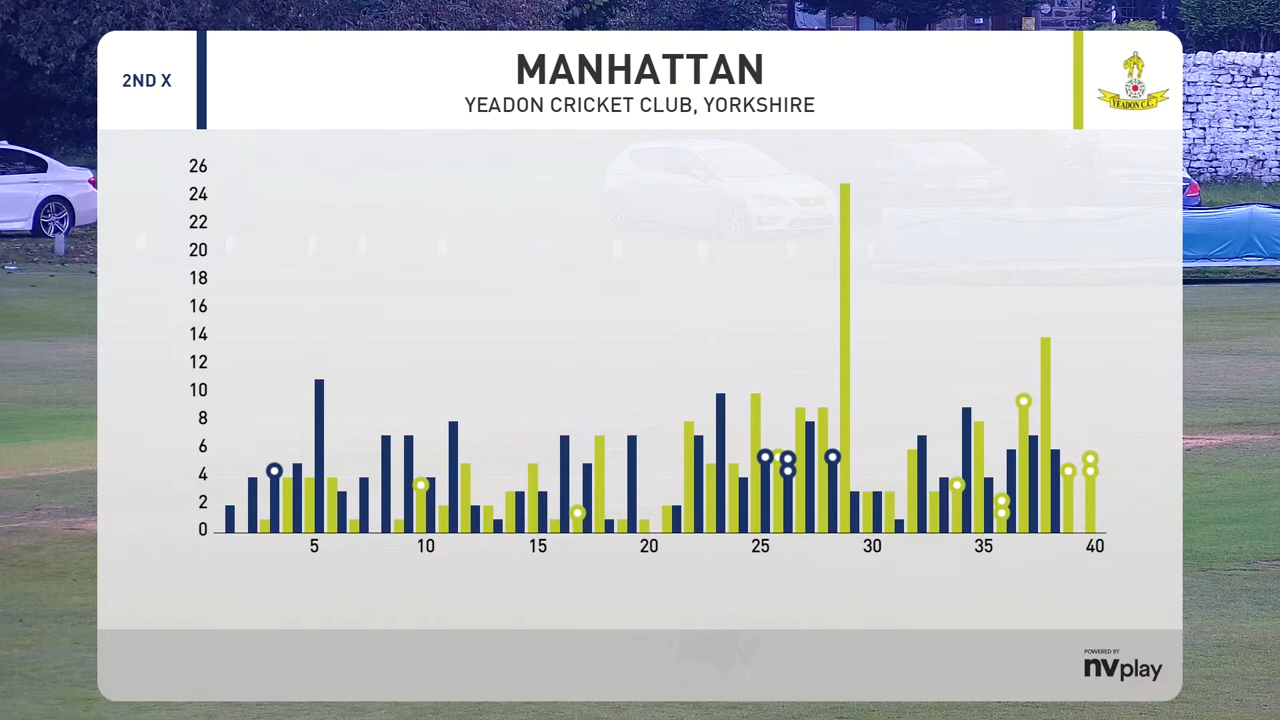 2ND X
MANHATTAN
YEADON CRICKET CLUB, YORKSHIRE
YEADON C.C.
26
24
22
20
18
16
14
12
10
8
6
4
2
0
5 10 15 20 25 30 35 40
POWERED BY
nvplay